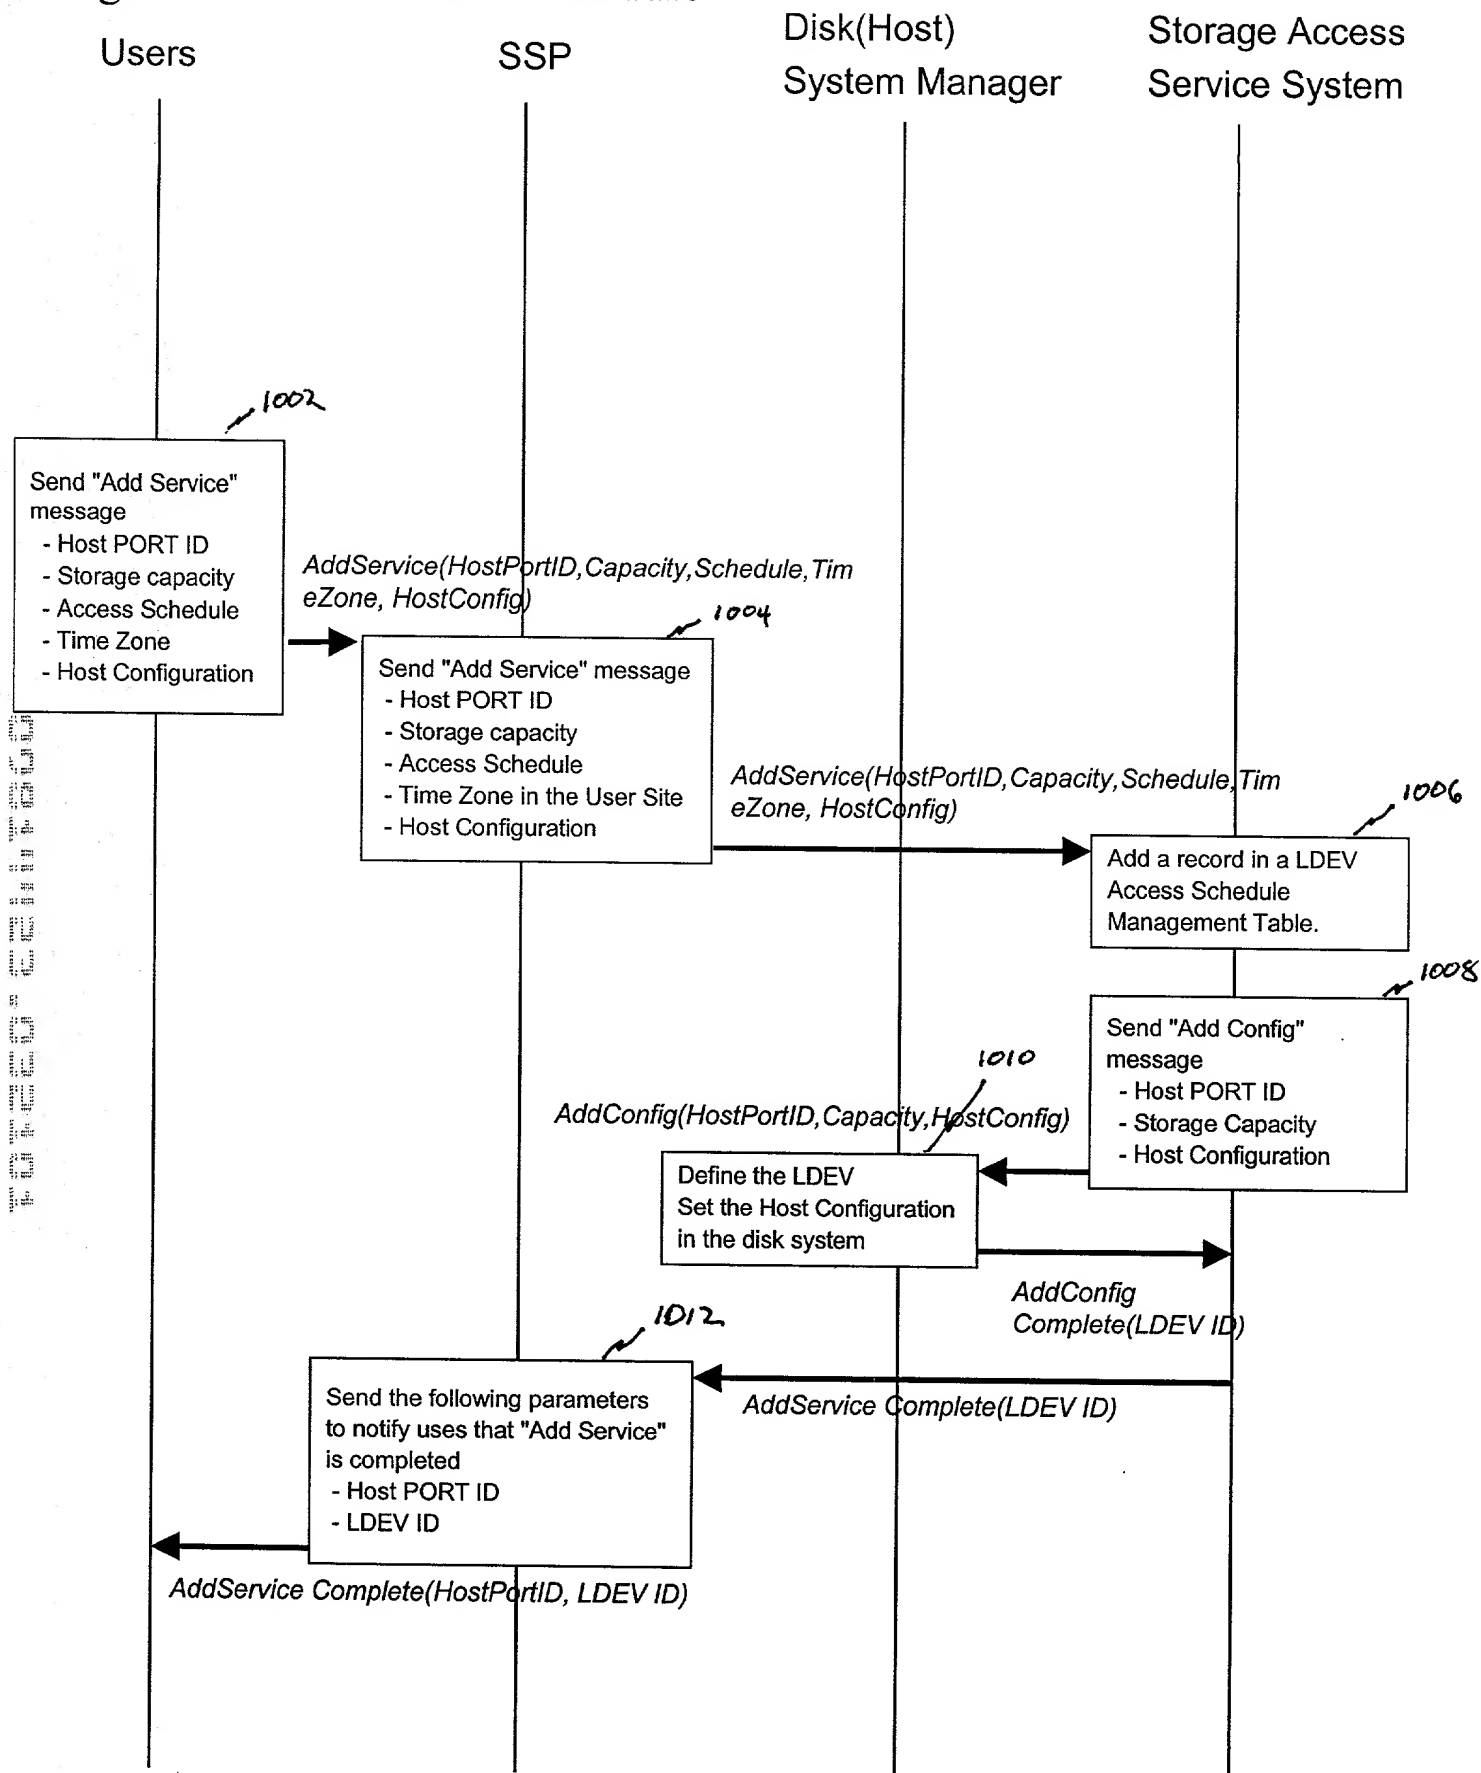 Users
SSP
Disk(Host)
System Manager
Storage Access
Service System
1002
Send "Add Service"
message
- Host PORT ID
- Storage capacity
- Access Schedule
- Time Zone
- Host Configuration
AddService(HostPortID,Capacity,Schedule,Tim
eZone, HostConfig)
1004
Send "Add Service" message
- Host PORT ID
- Storage capacity
- Access Schedule
- Time Zone in the User Site
- Host Configuration
AddService(HostPortID,Capacity,Schedule,Tim
eZone, HostConfig)
1006
Add a record in a LDEV
Access Schedule
Management Table.
1008
Send "Add Config"
message
- Host PORT ID
- Storage Capacity
- Host Configuration
1010
AddConfig(HostPortID,Capacity,HostConfig)
Define the LDEV
Set the Host Configuration
in the disk system
AddConfig
Complete(LDEV ID)
1012
Send the following parameters
to notify uses that "Add Service"
is completed
- Host PORT ID
- LDEV ID
AddService Complete(LDEV ID)
AddService Complete(HostPortID, LDEV ID)